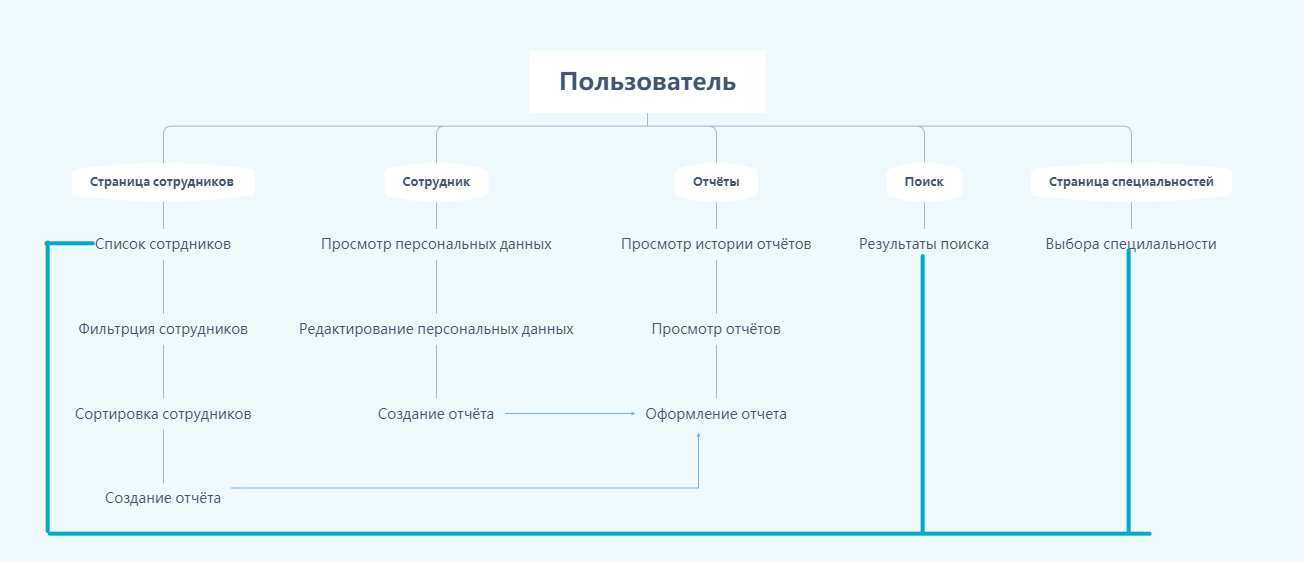 Пользователь
Страница сотрудников
Сотрудник
Отчёты
Поиск
Страница специальностей
Список сотрдников
Просмотр персональных данных
Просмотр истории отчётов
Результаты поиска
Выбора специлальности
Фильтрция сотрудников
Редактирование персональных данных
Просмотр отчётов
Сортировка сотрудников
Создание отчёта
Оформление отчета
Создание отчёта